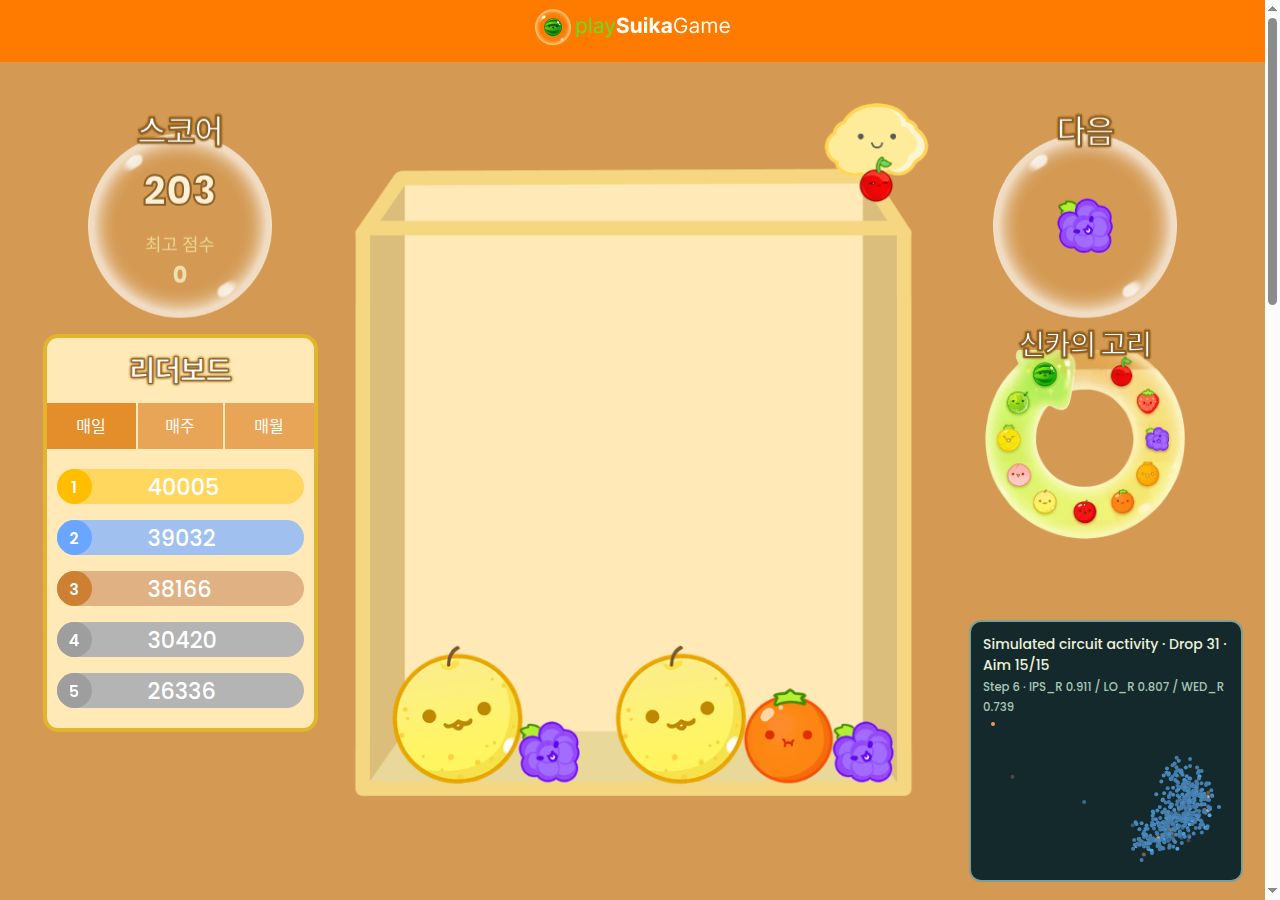 playSuikaGame
스코어
203
최고 점수
0
리더보드
매일 매주 매월
1 40005
2 39032
3 38166
4 30420
5 26336
다음
신카의 고리
Simulated circuit activity · Drop 31 ·
Aim 15/15
Step 6 · IPS_R 0.911 / LO_R 0.807 / WED_R
0.739